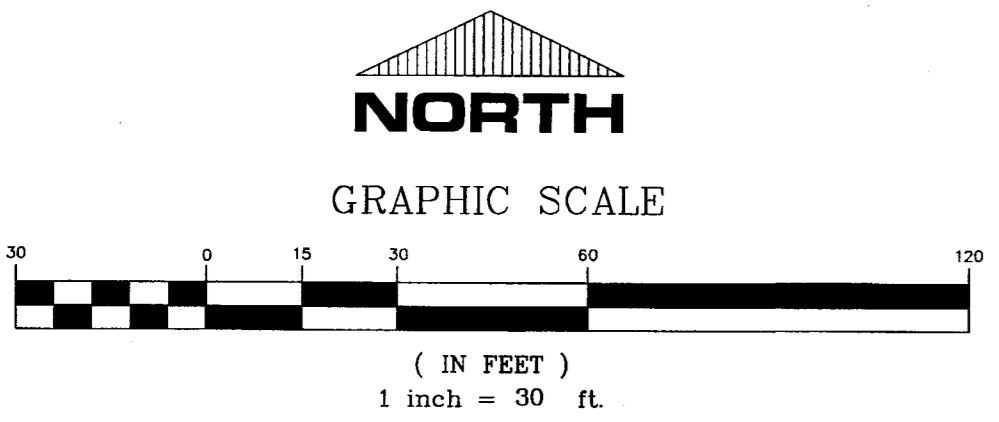 NORTH
GRAPHIC SCALE
30 0 15 30 60 120
( IN FEET )
1 inch = 30 ft.